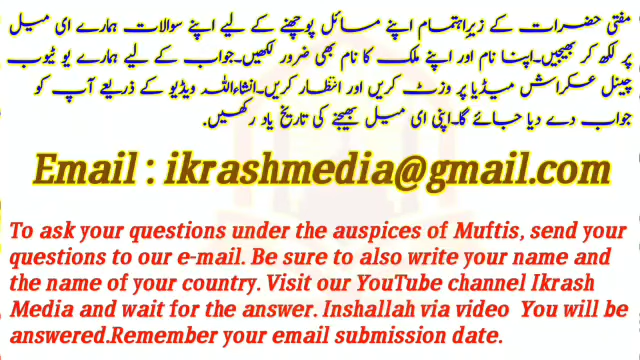 مفتی حضرات کے زیرِاہتمام اپنے مسائل پوچھنے کے لیے اپنے سوالات ہمارے ای میل
پر لکھ کر بھیجیں۔اپنا نام اور اپنے ملک کا نام بھی ضرور لکھیں۔جواب کے لیے ہمارے یو ٹیوب
چینل عکراش میڈیا پر وزٹ کریں اور انتظار کریں۔انشاءاللہ ویڈیو کے ذریعے آپ کو
جواب دے دیا جائے گا۔اپنی ای میل بھیجنے کی تاریخ یاد رکھیں.
Email : ikrashmedia@gmail.com
To ask your questions under the auspices of Muftis, send your
questions to our e-mail. Be sure to also write your name and
the name of your country. Visit our YouTube channel Ikrash
Media and wait for the answer. Inshallah via video You will be
answered.Remember your email submission date.